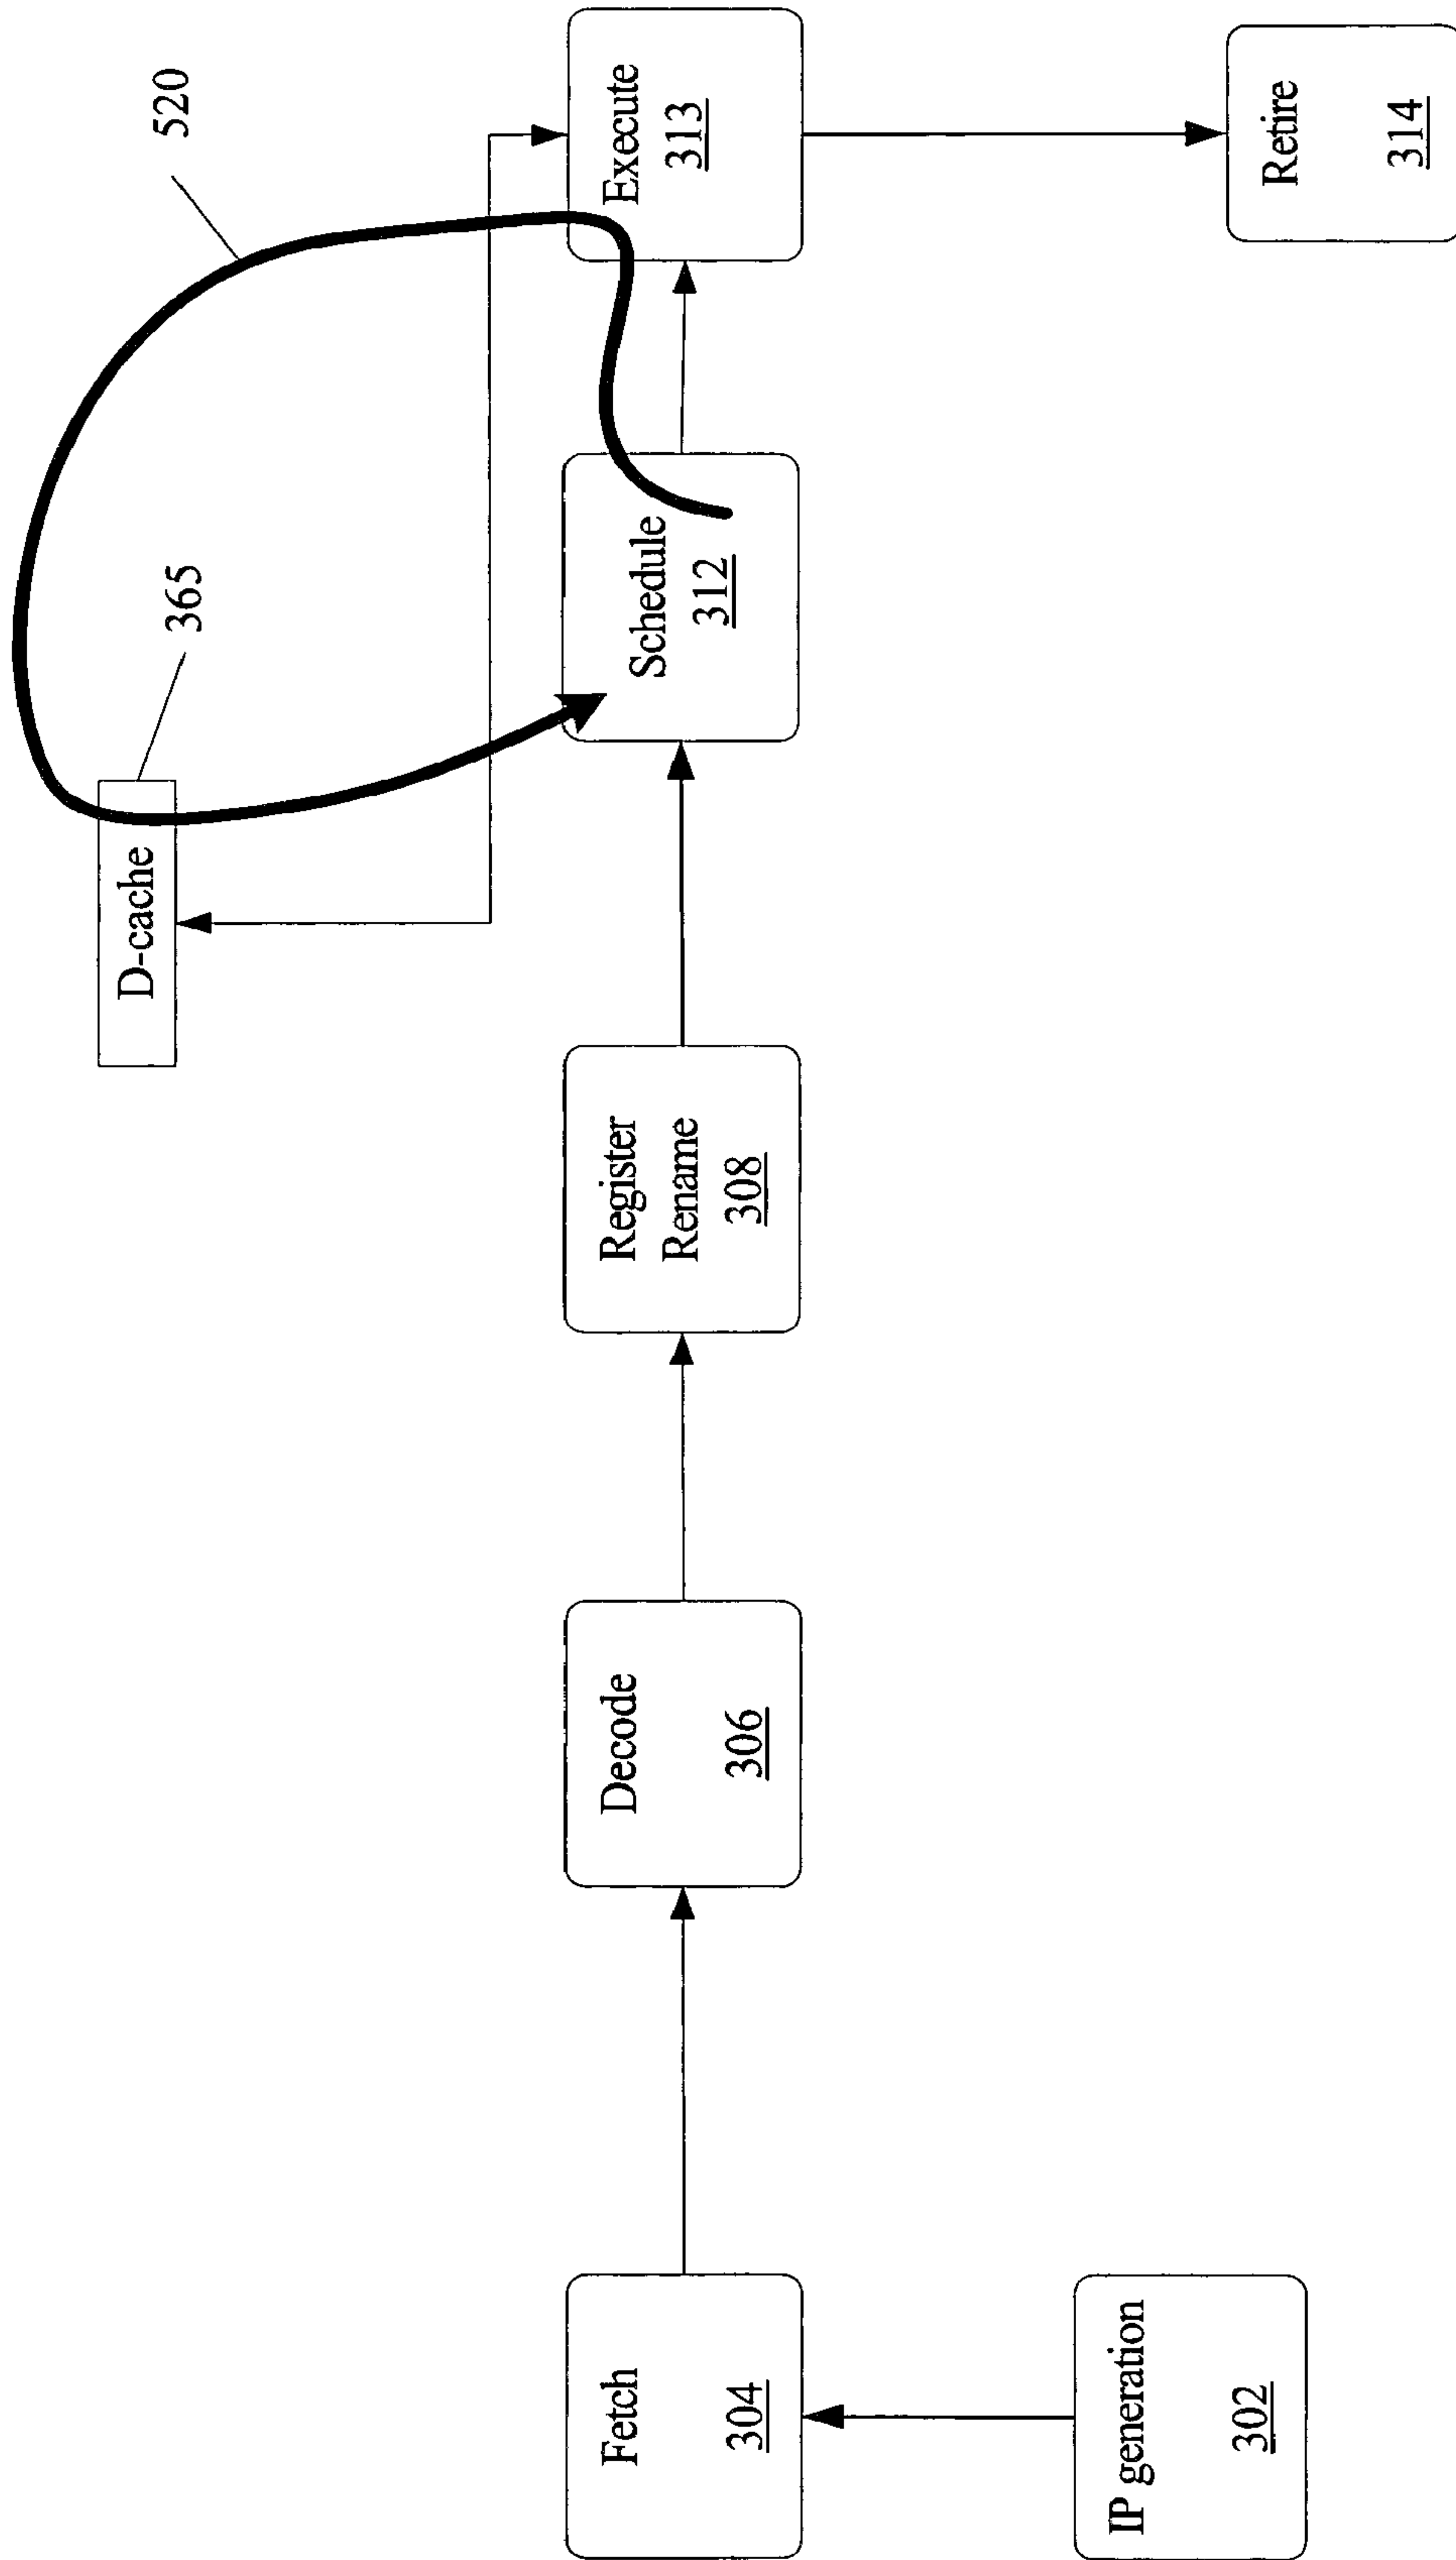 520
365
D-cache
Fetch
304
Decode
306
Register
Rename
308
Schedule
312
Execute
313
IP generation
302
Retire
314